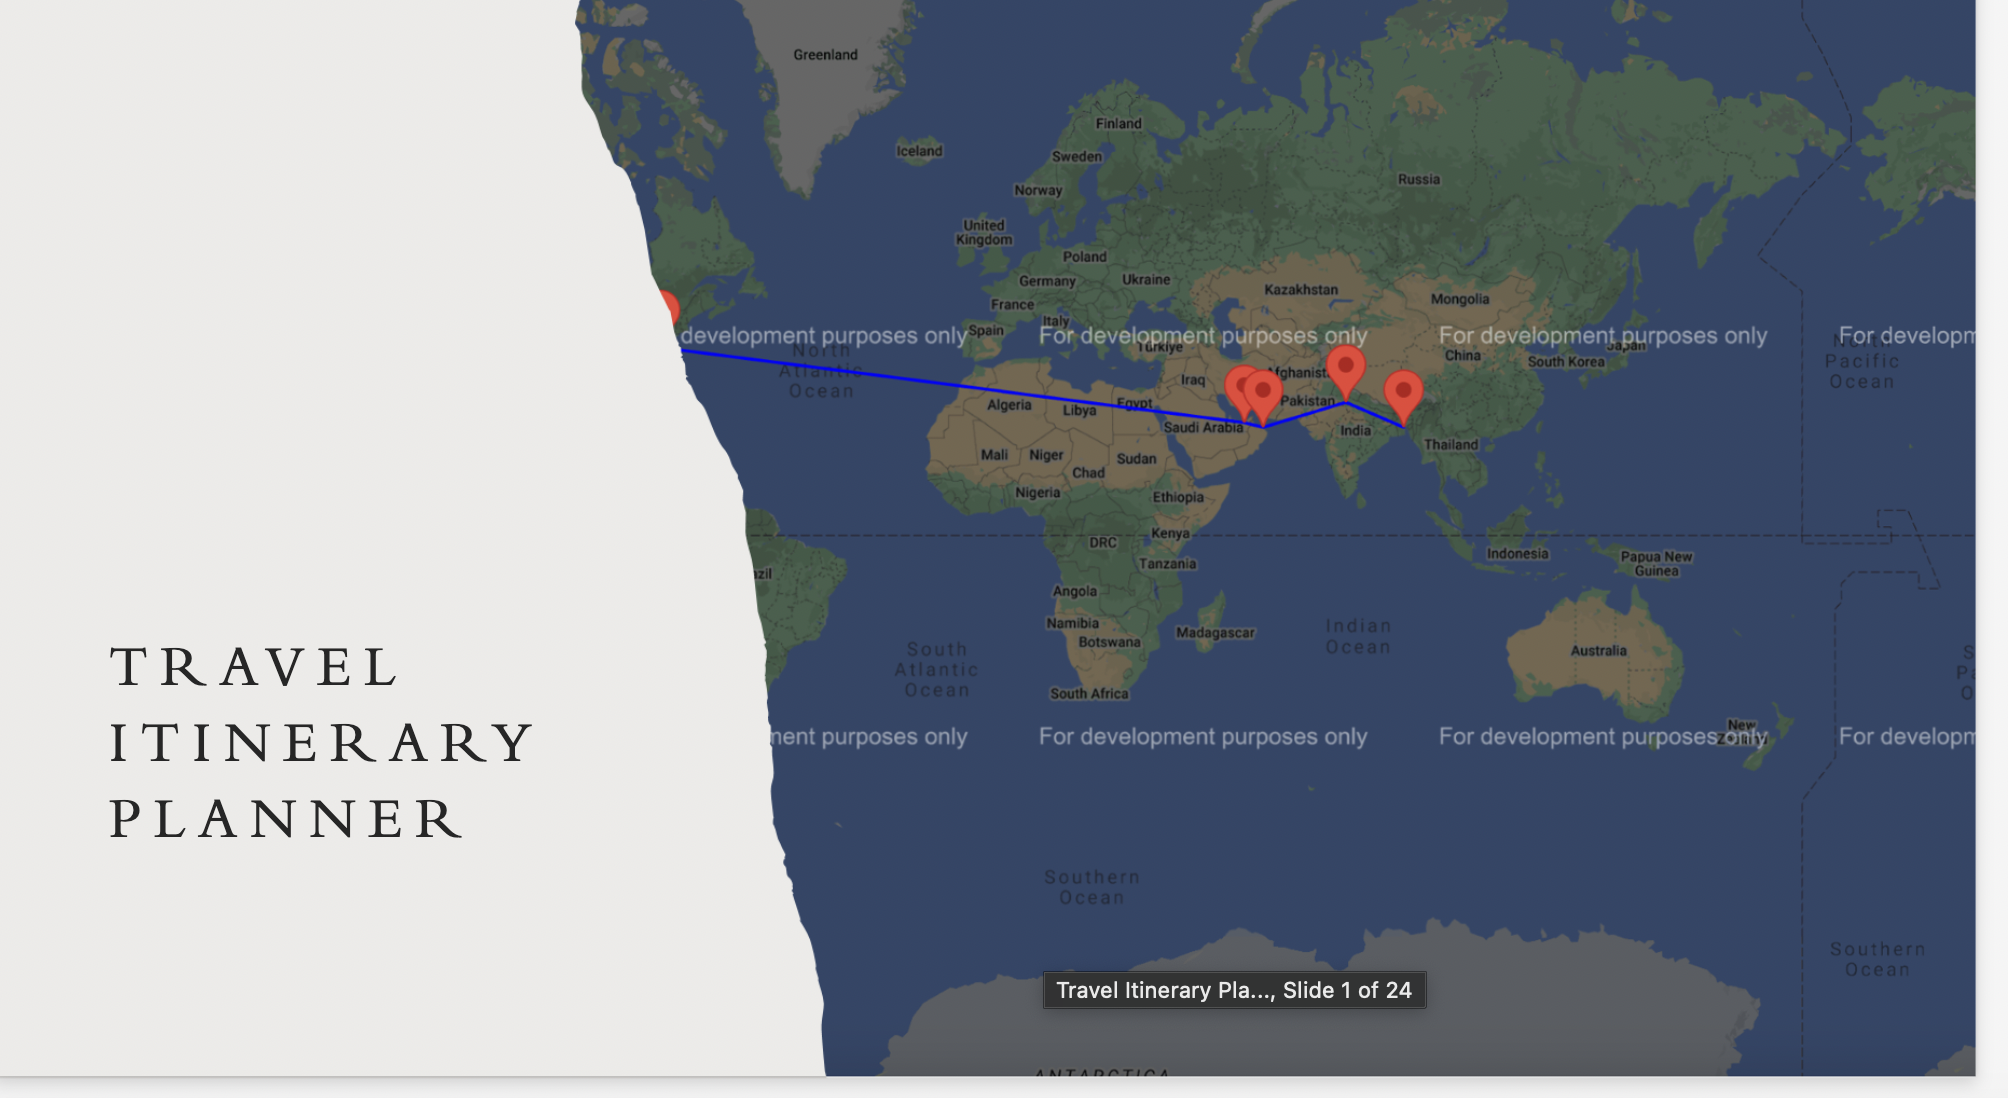 TRAVEL
ITINERARY
PLANNER
Greenland
Finland
Iceland
Sweden
Norway
Russia
United
Kingdom
Poland
Germany
Ukraine
Kazakhstan
Mongolia
France
Italy
Spain
development purposes only
For development purposes only
For development purposes only
For developm
Türkiye
Japan
China
South Korea
North
Atlantic
Ocean
North
Pacific
Ocean
Iraq
Afghanist
Pakistan
Algeria
Libya
Egypt
Saudi Arabia
India
Thailand
Mali
Niger
Sudan
Chad
Nigeria
Ethiopia
Kenya
DRC
Indonesia
Papua New
Guinea
Tanzania
zil
Angola
Namibia
Madagascar
Botswana
Indian
Ocean
Australia
South
Atlantic
Ocean
South Africa
S
Pa
O
New
ment purposes only
For development purposes only
For development purposes only
For developm
Southern
Ocean
Southern
Ocean
Travel Itinerary Pla..., Slide 1 of 24
ANTARCTICA